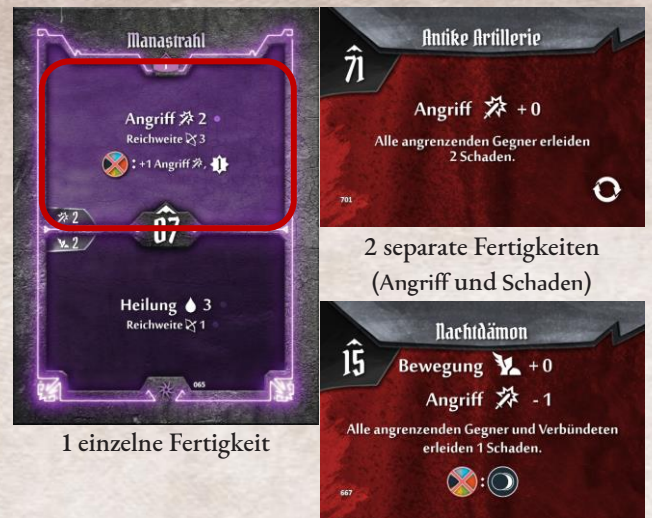 Manastrahl
1
Angriff 2
Reichweite 3
: +1 Angriff , 1
2
07
2
Heilung 3
Reichweite 1
065
1 einzelne Fertigkeit
Antike Artillerie
71
Angriff +0
Alle angrenzenden Gegner erleiden
2 Schaden.
701
2 separate Fertigkeiten
(Angriff und Schaden)
Nachtdämon
15
Bewegung +0
Angriff - 1
Alle angrenzenden Gegner und Verbündeten
erleiden 1 Schaden.
:
667